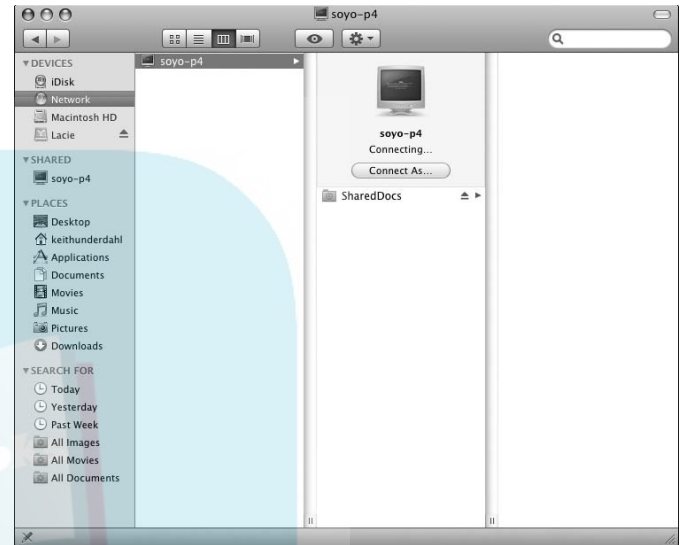 soyo-p4
DEVICES
iDisk
Network
Macintosh HD
Lacie
SHARED
soyo-p4
PLACES
Desktop
keithunderdahl
Applications
Documents
Movies
Music
Pictures
Downloads
SEARCH FOR
Today
Yesterday
Past Week
All Images
All Movies
All Documents
soyo-p4
soyo-p4
Connecting...
Connect As...
SharedDocs